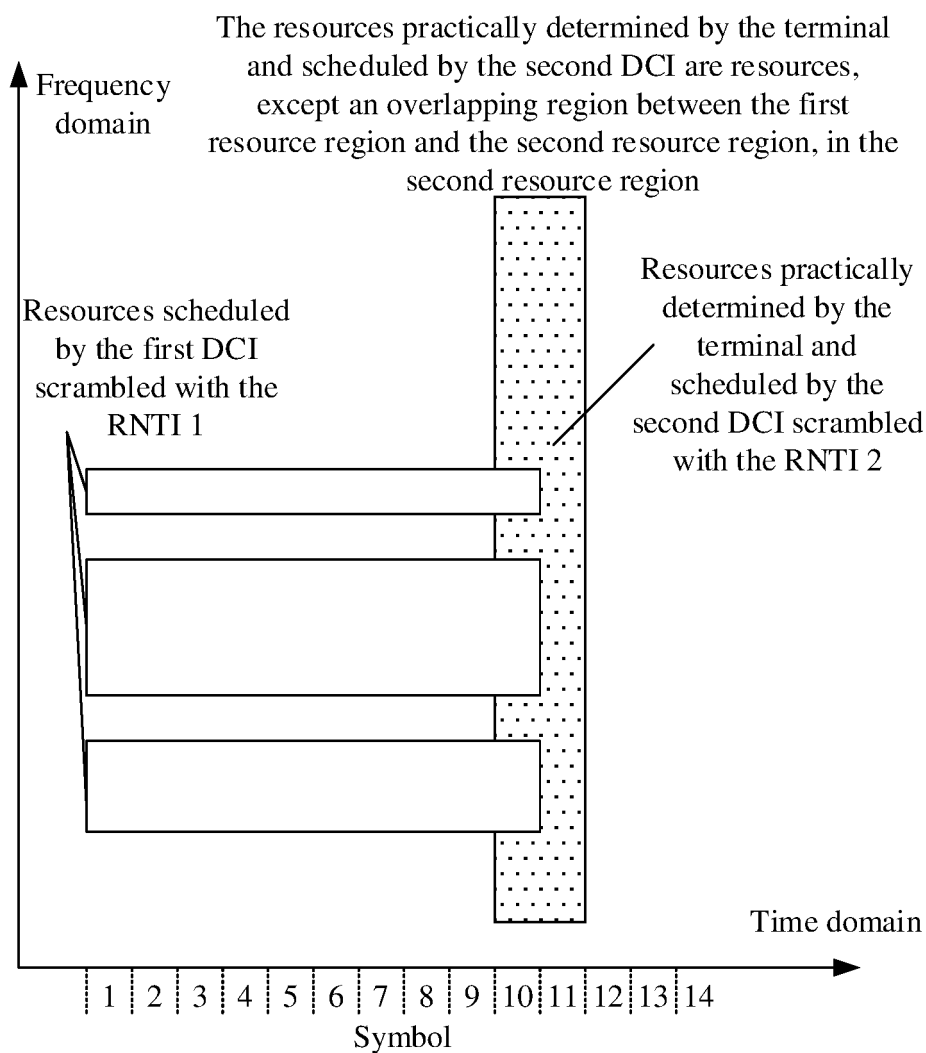 The resources practically determined by the terminal
and scheduled by the second DCI are resources,
except an overlapping region between the first
resource region and the second resource region, in the
second resource region
Frequency
domain
Resources practically
determined by the
terminal and
scheduled by the
second DCI scrambled
with the RNTI 2
Resources scheduled
by the first DCI
scrambled with the
RNTI 1
Time domain
1 2 3 4 5 6 7 8 9 10 11 12 13 14
Symbol